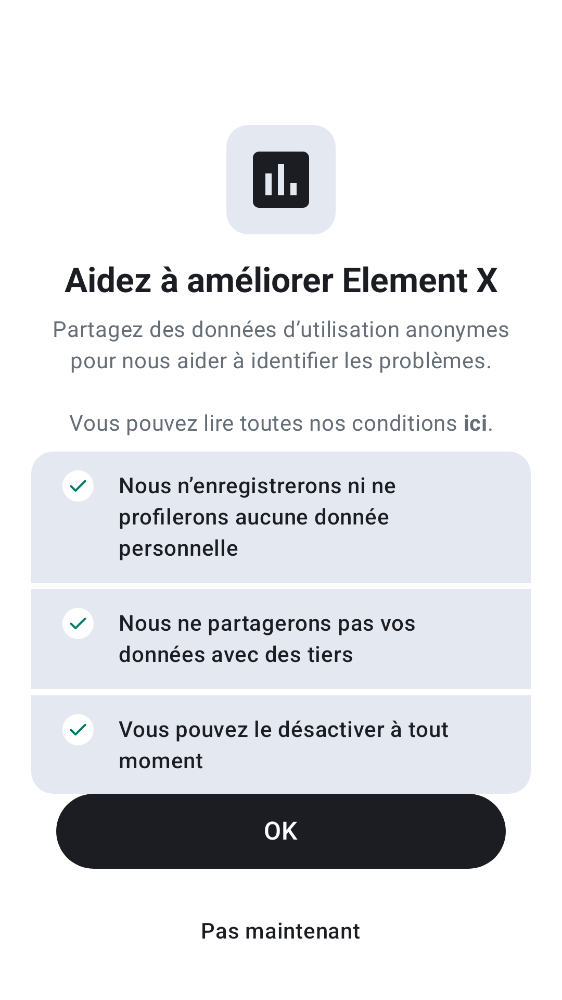 Aidez à améliorer Element X
Partagez des données d’utilisation anonymes
pour nous aider à identifier les problèmes.
Vous pouvez lire toutes nos conditions ici.
Nous n’enregistrerons ni ne
profilerons aucune donnée
personnelle
Nous ne partagerons pas vos
données avec des tiers
Vous pouvez le désactiver à tout
moment
OK
Pas maintenant